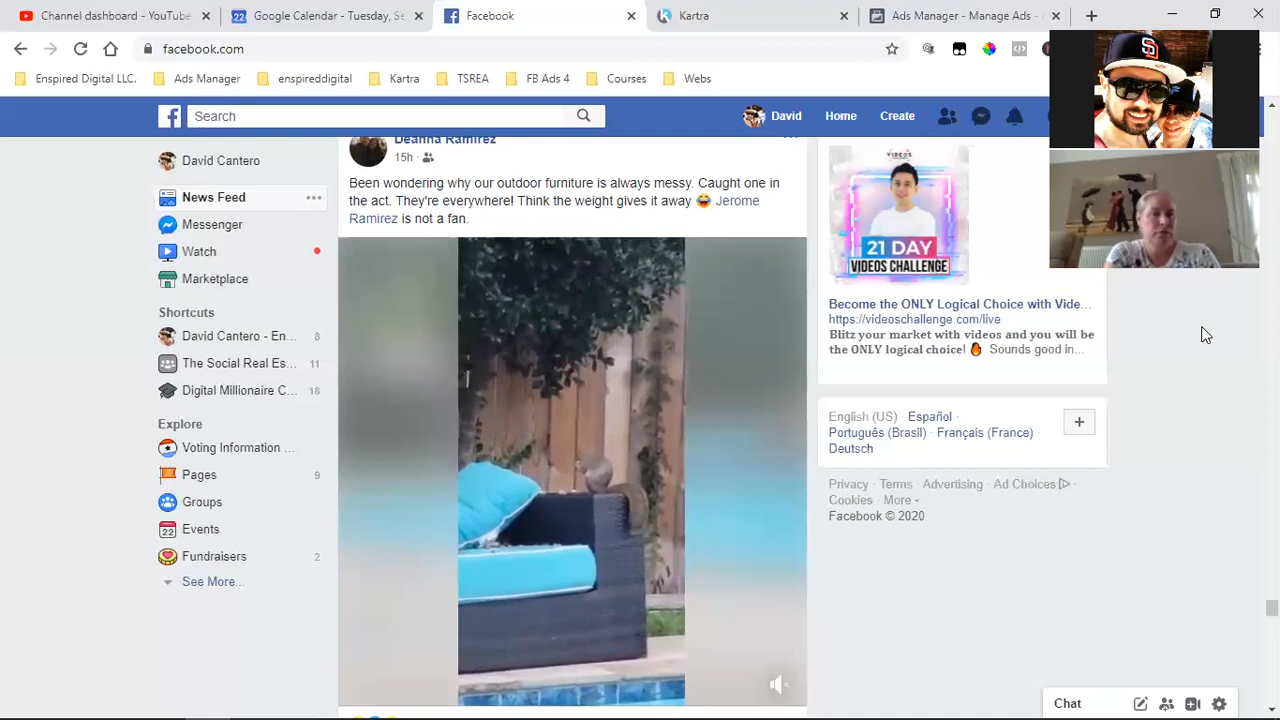 Channel dashboard - YouTube
Google Calendar - Tuesday, Se
Facebook
Kartra
Ads Manager - Manage Ads -
facebook.com
Enspired Digital LLC.
Ads Manager
enspireddigital
Kartra
TSREA
FB Ads 4
Courses
Webs
Search
David
Home
Create
David Cantero
News Feed
Messenger
Watch
Marketplace
Shortcuts
David Cantero - En... 8
The Social Real Es... 11
Digital Millionaire C... 18
Explore
Voting Information ...
Pages 9
Groups
22 Events
Fundraisers 2
See More...
Deanna Ramirez
15h ·
Been wondering why our outdoor furniture is always messy. Caught one in
the act. They're everywhere! Think the weight gives it away 😂 Jerome
Ramirez is not a fan.
VIDEOS
21 DAY
VIDEOS CHALLENGE
Become the ONLY Logical Choice with Vide...
https://videoschallenge.com/live
Blitz your market with videos and you will be
the ONLY logical choice! 🔥 Sounds good in...
English (US) · Español ·
Português (Brasil) · Français (France) ·
Deutsch
Privacy · Terms · Advertising · Ad Choices ·
Cookies · More
Facebook © 2020
Chat